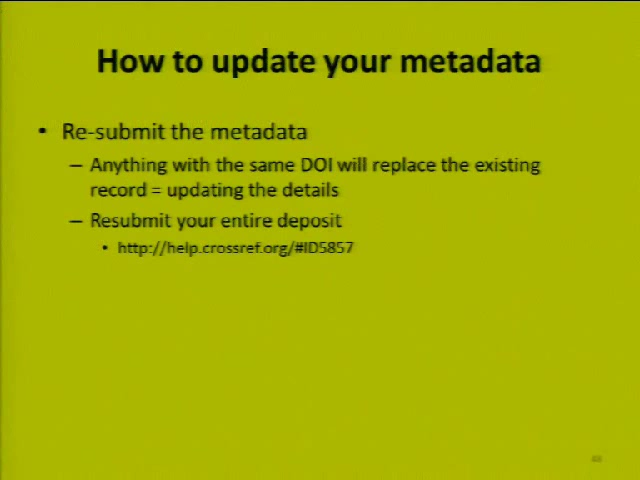 How to update your metadata
• Re-submit the metadata
– Anything with the same DOI will replace the existing
record = updating the details
– Resubmit your entire deposit
• http://help.crossref.org/#ID5857